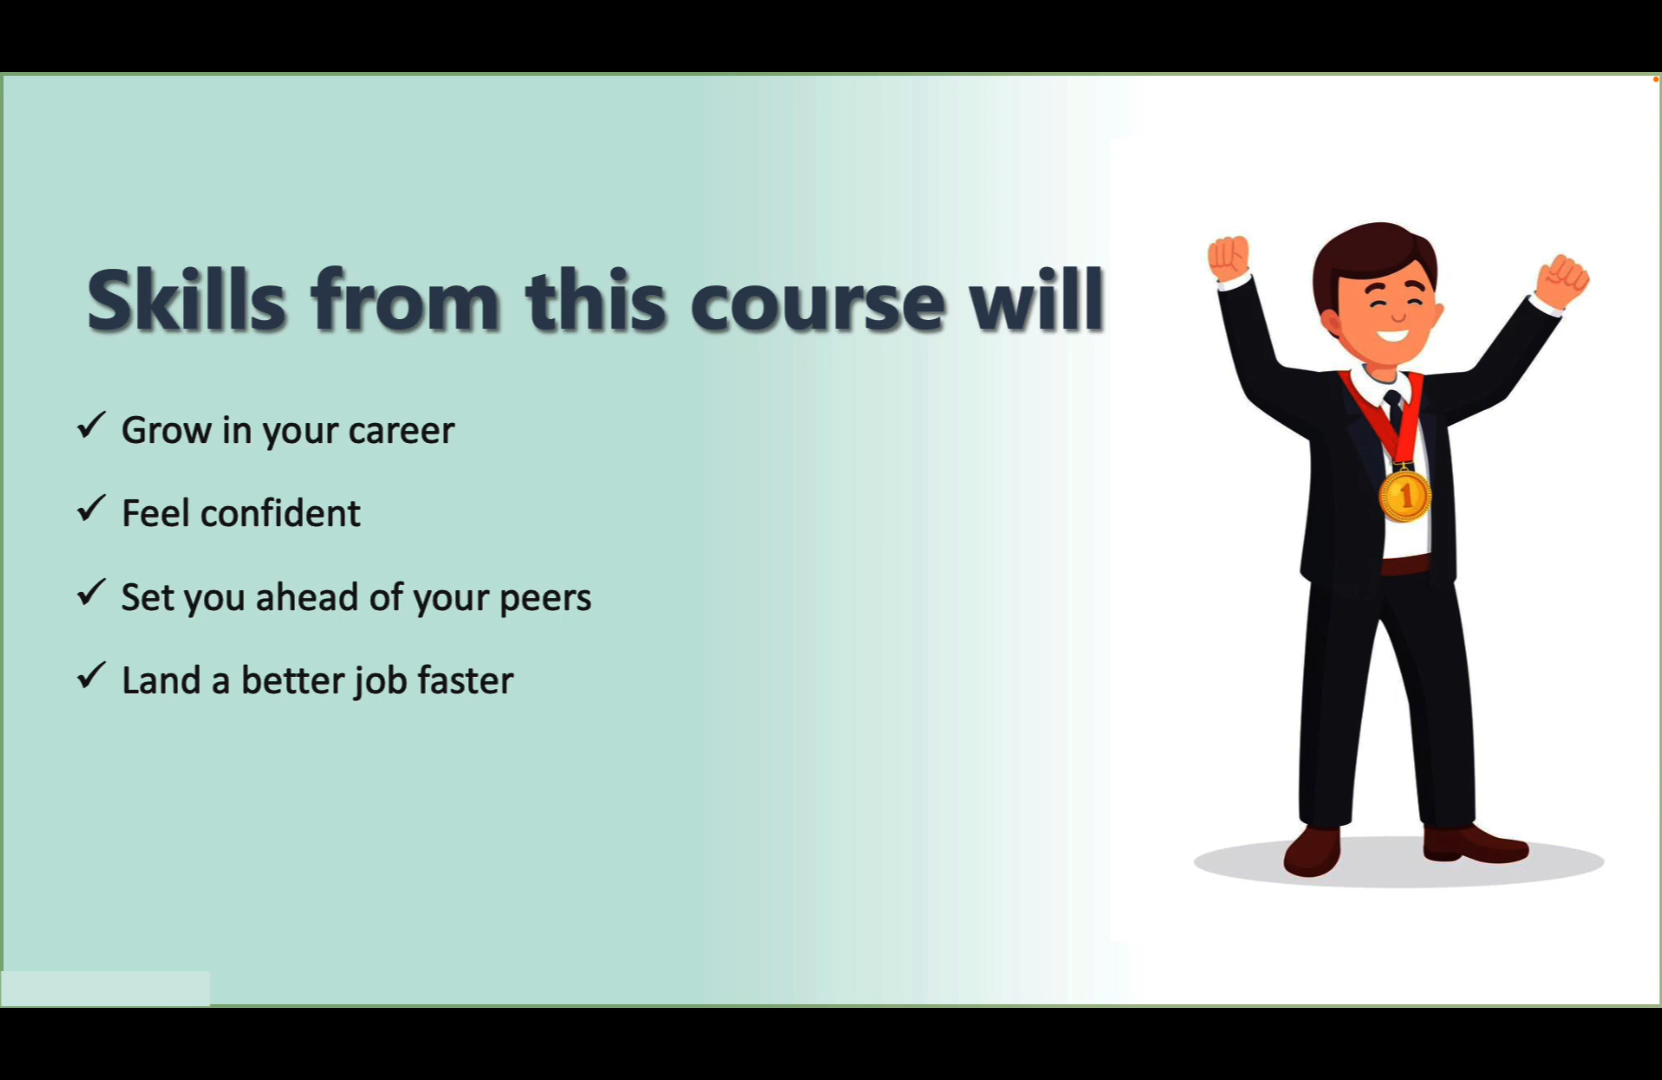 Skills from this course will
✓ Grow in your career
✓ Feel confident
✓ Set you ahead of your peers
✓ Land a better job faster
1